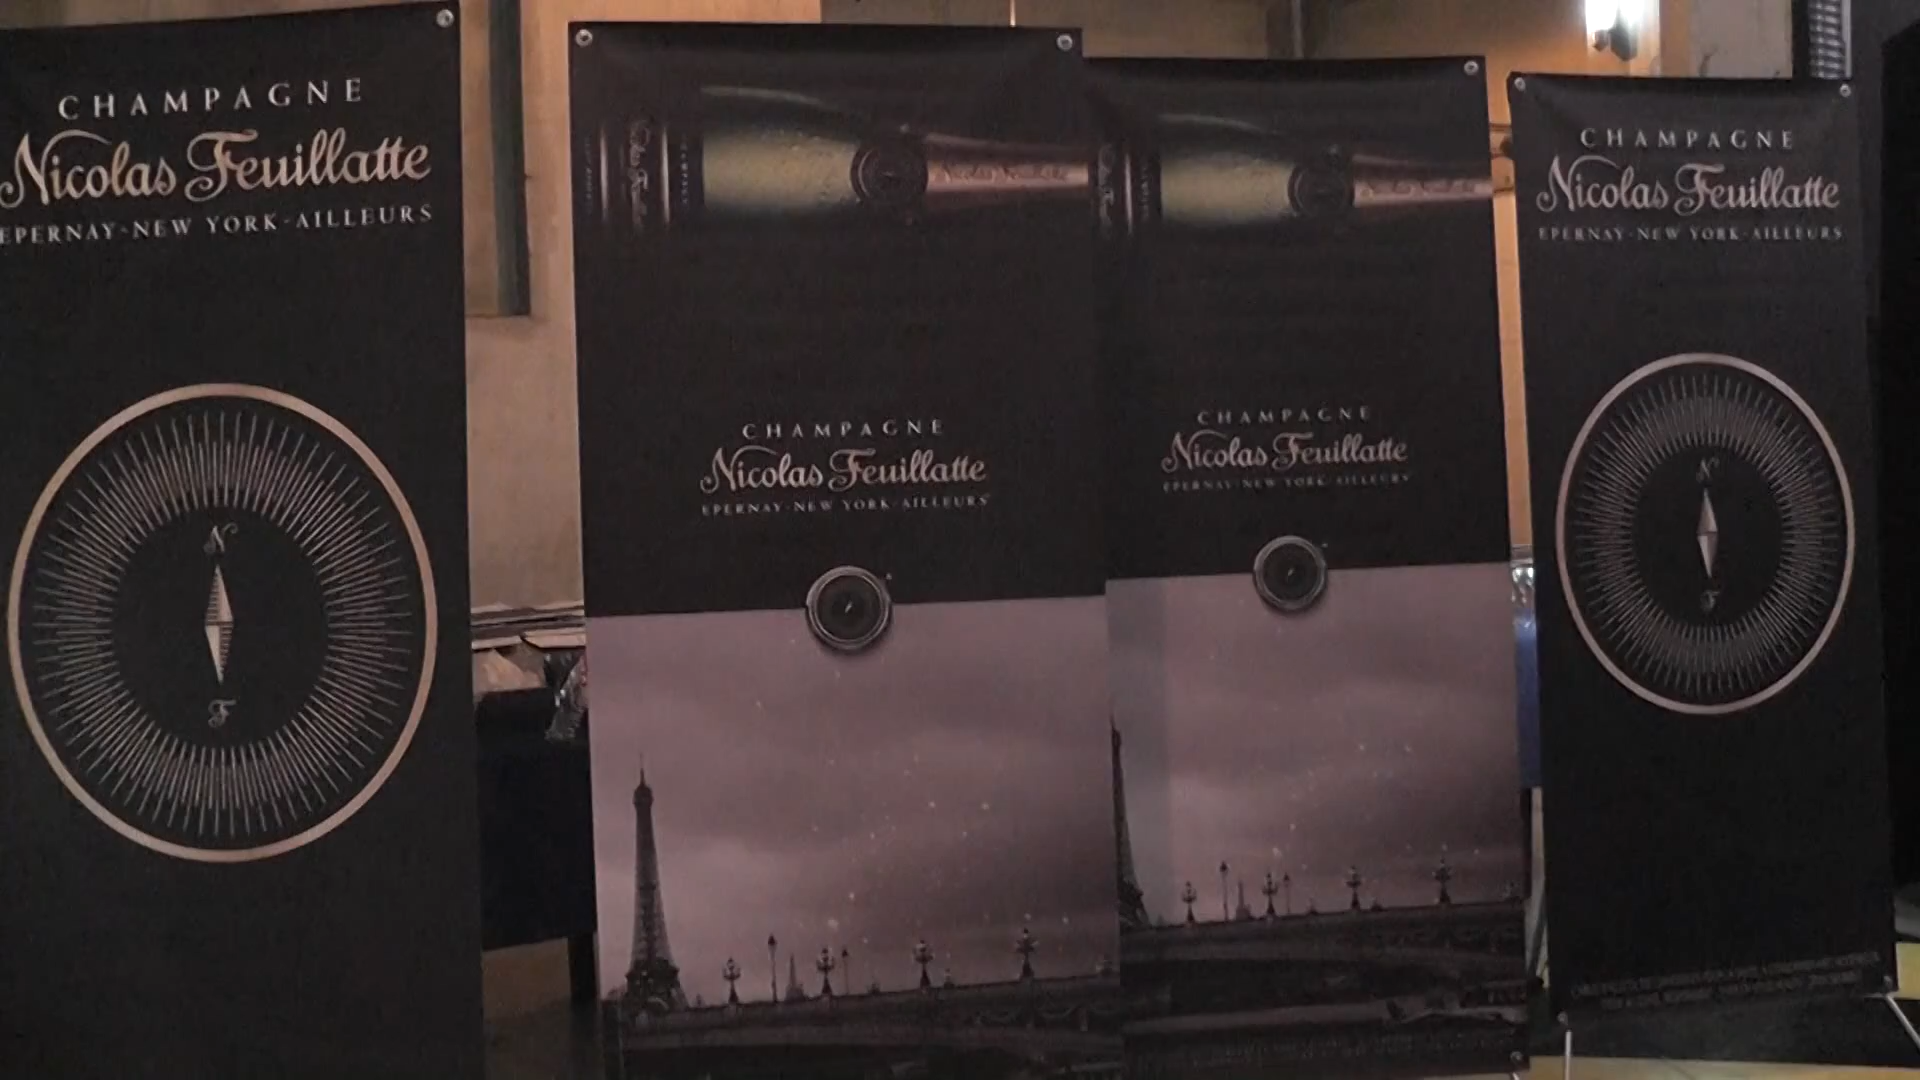 CHAMPAGNE
Nicolas Feuillatte
EPERNAY-NEW YORK-AILLEURS
N
F
CHAMPAGNE
Nicolas Feuillatte
EPERNAY-NEW YORK-AILLEURS
CHAMPAGNE
Nicolas Feuillatte
EPERNAY-NEW YORK-AILLEURS
CHAMPAGNE
Nicolas Feuillatte
EPERNAY-NEW YORK-AILLEURS
N
F